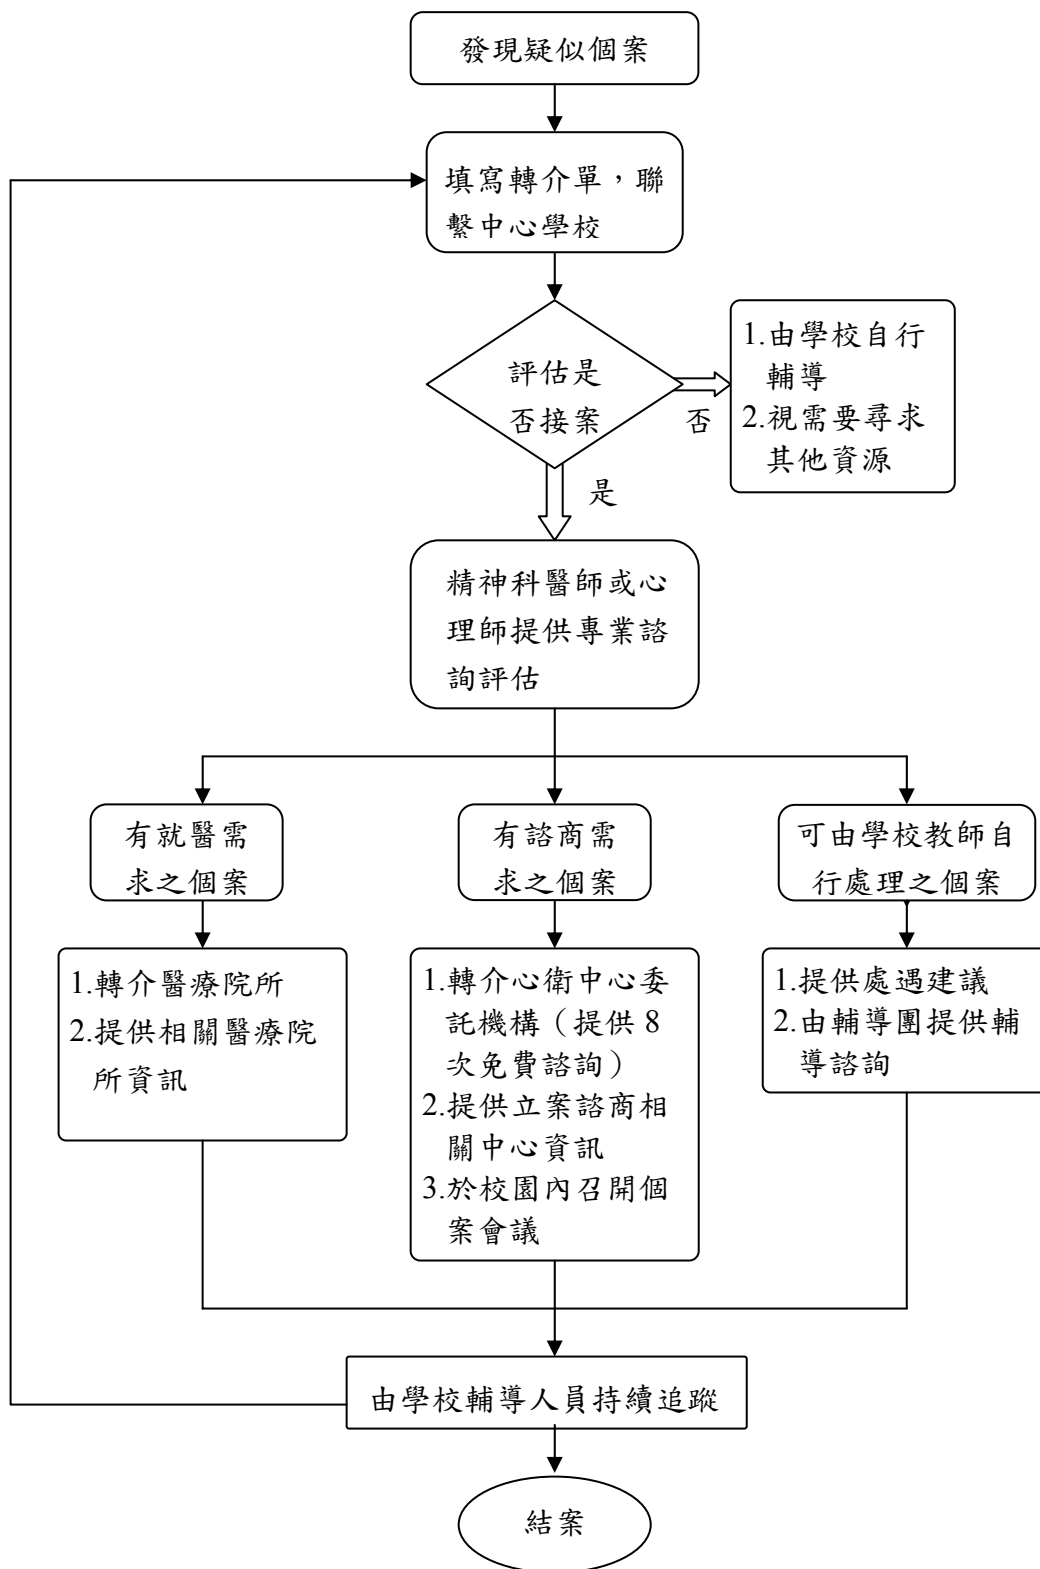 發現疑似個案
填寫轉介單，聯
繫中心學校
評估是
否接案
否
1.由學校自行
輔導
2.視需要尋求
其他資源
是
精神科醫師或心
理師提供專業諮
詢評估
有就醫需
求之個案
有諮商需
求之個案
可由學校教師自
行處理之個案
1.轉介醫療院所
2.提供相關醫療院
所資訊
1.轉介心衛中心委
託機構（提供 8
次免費諮詢）
2.提供立案諮商相
關中心資訊
3.於校園內召開個
案會議
1.提供處遇建議
2.由輔導團提供輔
導諮詢
由學校輔導人員持續追蹤
結案